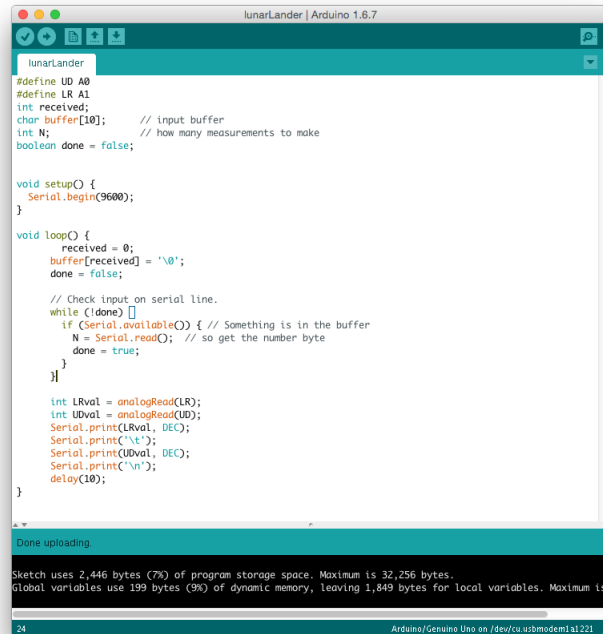 lunarLander | Arduino 1.6.7
lunarLander
#define UD A0
#define LR A1
int received;
char buffer[10];      // input buffer
int N;                // how many measurements to make
boolean done = false;
void setup() {
  Serial.begin(9600);
}
void loop() {
        received = 0;
      buffer[received] = '\0';
      done = false;
      // Check input on serial line.
      while (!done) {
        if (Serial.available()) { // Something is in the buffer
          N = Serial.read();  // so get the number byte
          done = true;
        }
      }
      int LRval = analogRead(LR);
      int UDval = analogRead(UD);
      Serial.print(LRval, DEC);
      Serial.print('\t');
      Serial.print(UDval, DEC);
      Serial.print('\n');
      delay(10);
}
Done uploading.
Sketch uses 2,446 bytes (7%) of program storage space. Maximum is 32,256 bytes.
Global variables use 199 bytes (9%) of dynamic memory, leaving 1,849 bytes for local variables. Maximum is
24 Arduino/Genuino Uno on /dev/cu.usbmodem1a1221